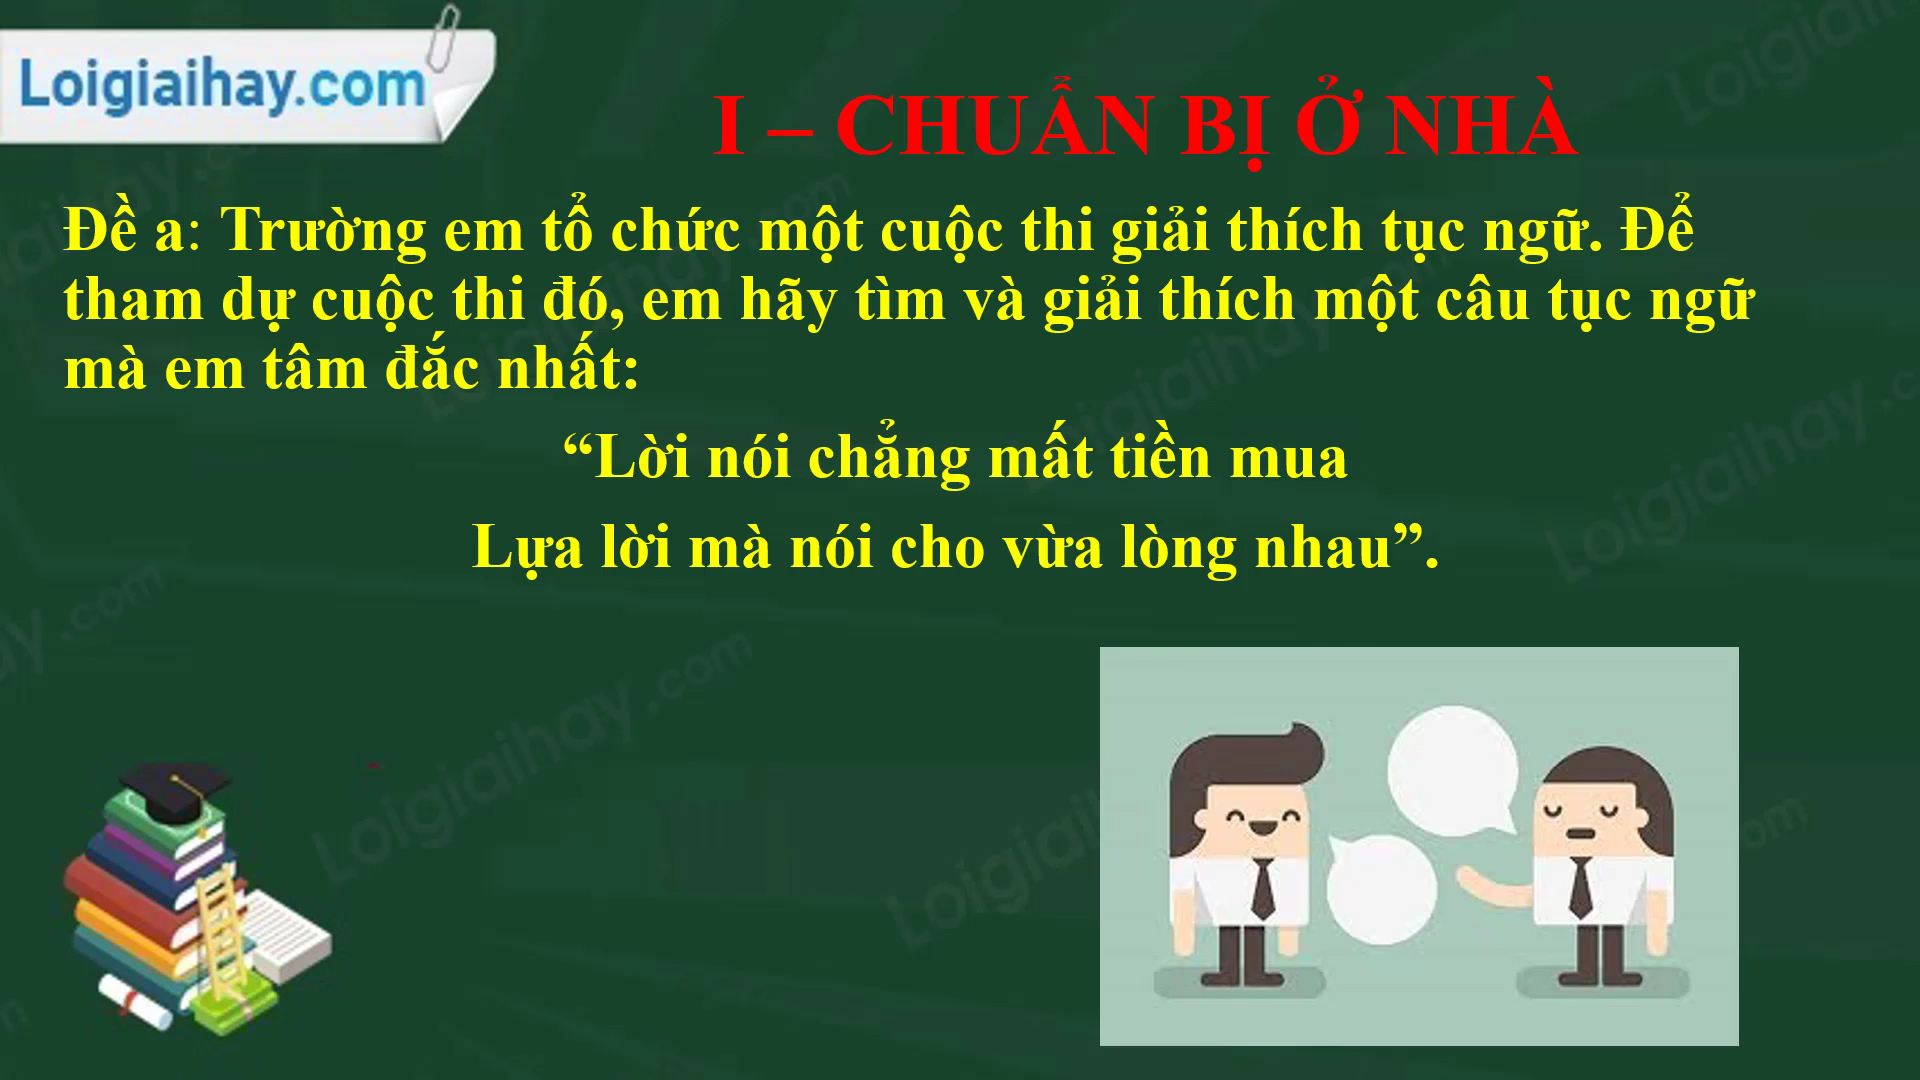 Loigiaihay.com
I – CHUẨN BỊ Ở NHÀ
Đề a: Trường em tổ chức một cuộc thi giải thích tục ngữ. Để
tham dự cuộc thi đó, em hãy tìm và giải thích một câu tục ngữ
mà em tâm đắc nhất:
“Lời nói chẳng mất tiền mua
Lựa lời mà nói cho vừa lòng nhau”.